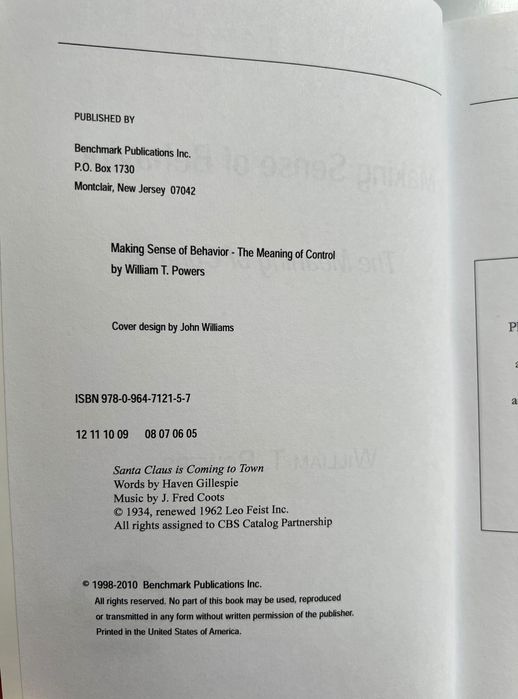 PUBLISHED BY
Benchmark Publications Inc.
P.O. Box 1730
Montclair, New Jersey 07042
Making Sense of Behavior - The Meaning of Control
by William T. Powers
Cover design by John Williams
ISBN 978-0-964-7121-5-7
12 11 10 09 08 07 06 05
Santa Claus is Coming to Town
Words by Haven Gillespie
Music by J. Fred Coots
© 1934, renewed 1962 Leo Feist Inc.
All rights assigned to CBS Catalog Partnership
© 1998-2010 Benchmark Publications Inc.
All rights reserved. No part of this book may be used, reproduced
or transmitted in any form without written permission of the publisher.
Printed in the United States of America.